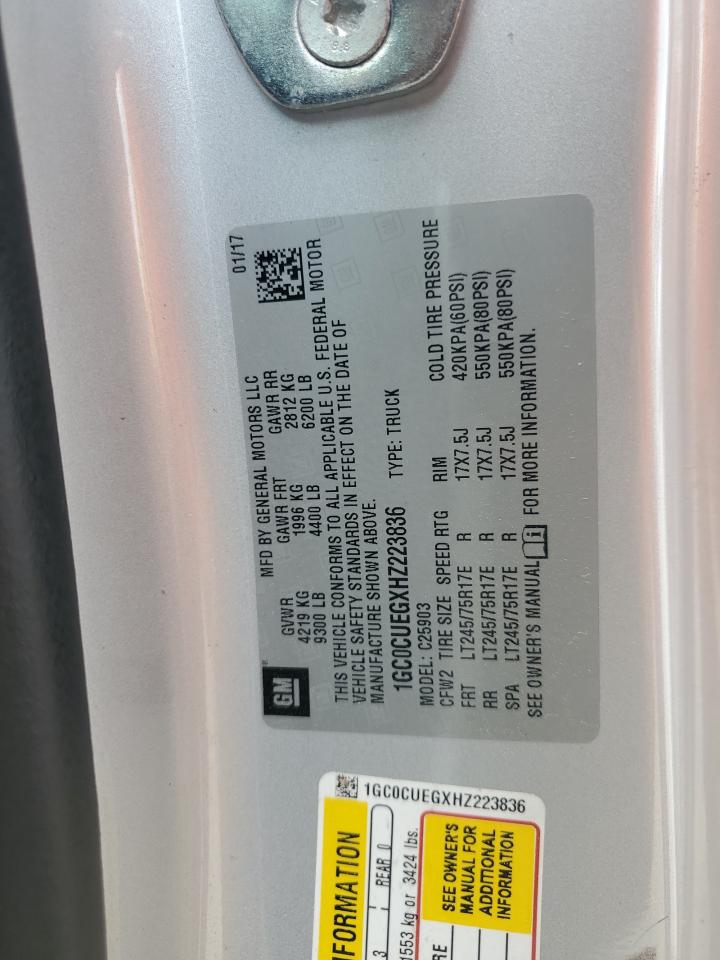 8.8
01/17
MFD BY GENERAL MOTORS LLC
GVWR GAWR FRT GAWR RR
4219 KG 1996 KG 2812 KG
9300 LB 4400 LB 6200 LB
THIS VEHICLE CONFORMS TO ALL APPLICABLE U.S. FEDERAL MOTOR
VEHICLE SAFETY STANDARDS IN EFFECT ON THE DATE OF
MANUFACTURE SHOWN ABOVE.
1GC0CUEGXHZ223836 TYPE: TRUCK
MODEL: C25903
CFW2 TIRE SIZE SPEED RTG RIM COLD TIRE PRESSURE
FRT LT245/75R17E R 17X7.5J 420KPA(60PSI)
RR LT245/75R17E R 17X7.5J 550KPA(80PSI)
SPA LT245/75R17E R 17X7.5J 550KPA(80PSI)
SEE OWNER'S MANUAL FOR MORE INFORMATION.
GM
1GC0CUEGXHZ223836
FORMATION
3 REAR 0
1553 kg or 3424 lbs.
SEE OWNER'S
MANUAL FOR
ADDITIONAL
INFORMATION
RE